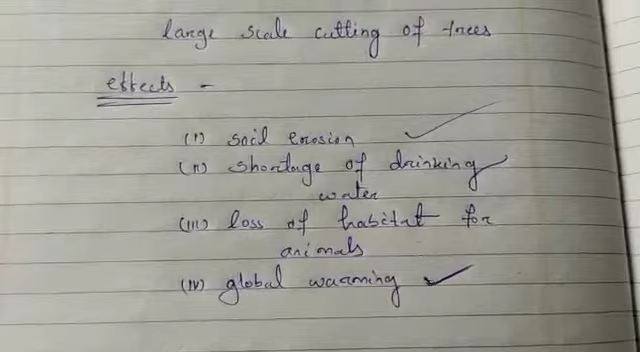 large scale cutting of trees
effects -
(i) soil erosion
(ii) shortage of drinking
water
(iii) loss of habitat for
animals
(iv) global warming